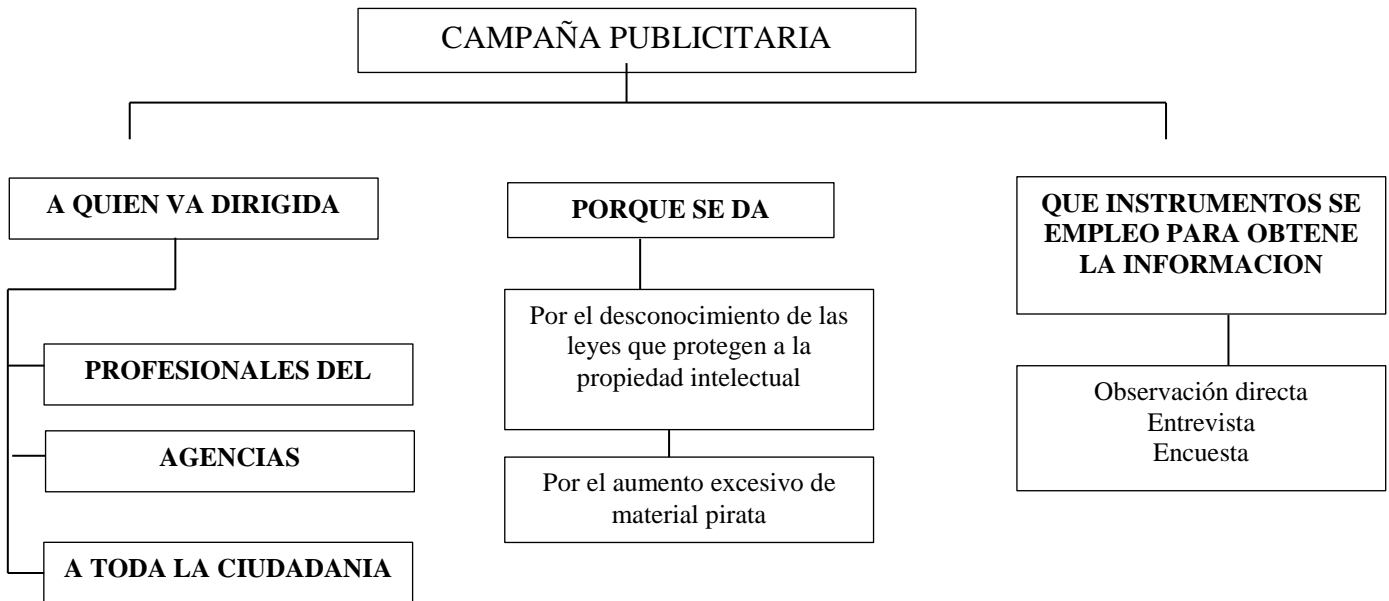 CAMPAÑA PUBLICITARIA
A QUIEN VA DIRIGIDA
PROFESIONALES DEL
AGENCIAS
A TODA LA CIUDADANIA
PORQUE SE DA
Por el desconocimiento de las
leyes que protegen a la
propiedad intelectual
Por el aumento excesivo de
material pirata
QUE INSTRUMENTOS SE
EMPLEO PARA OBTENE
LA INFORMACION
Observación directa
Entrevista
Encuesta